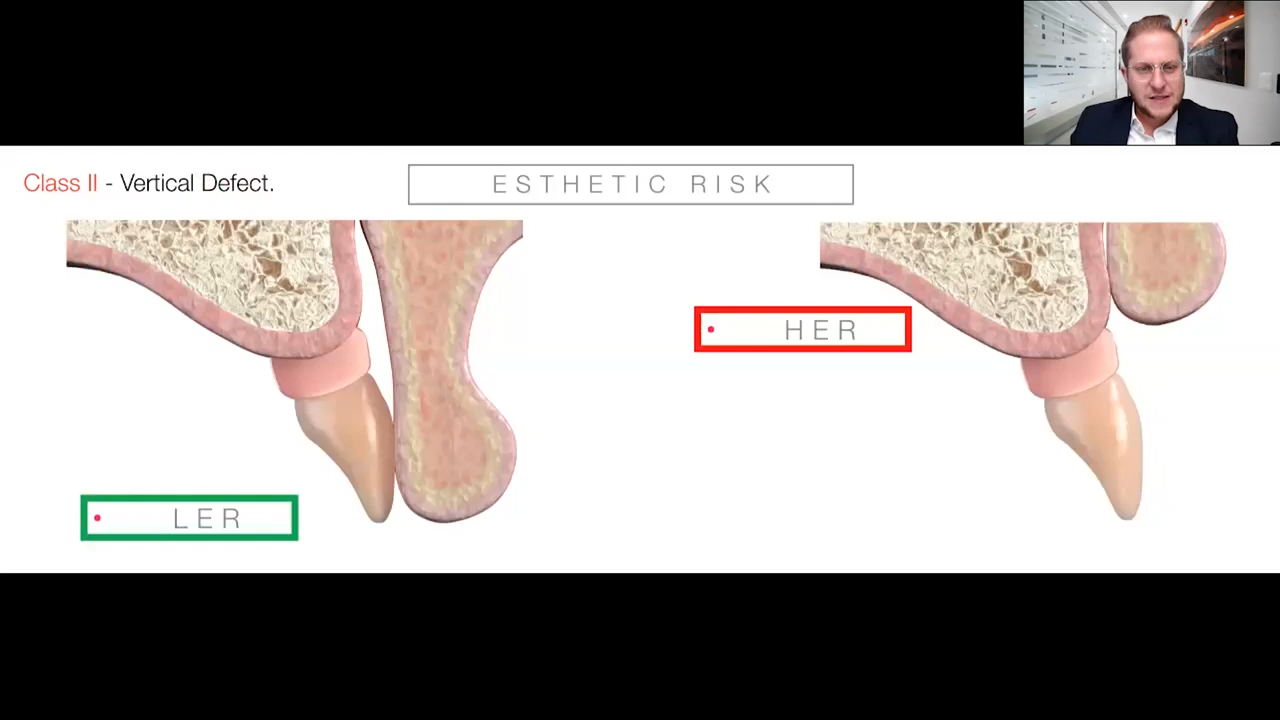 Class II - Vertical Defect.
ESTHETIC RISK
HER
LER